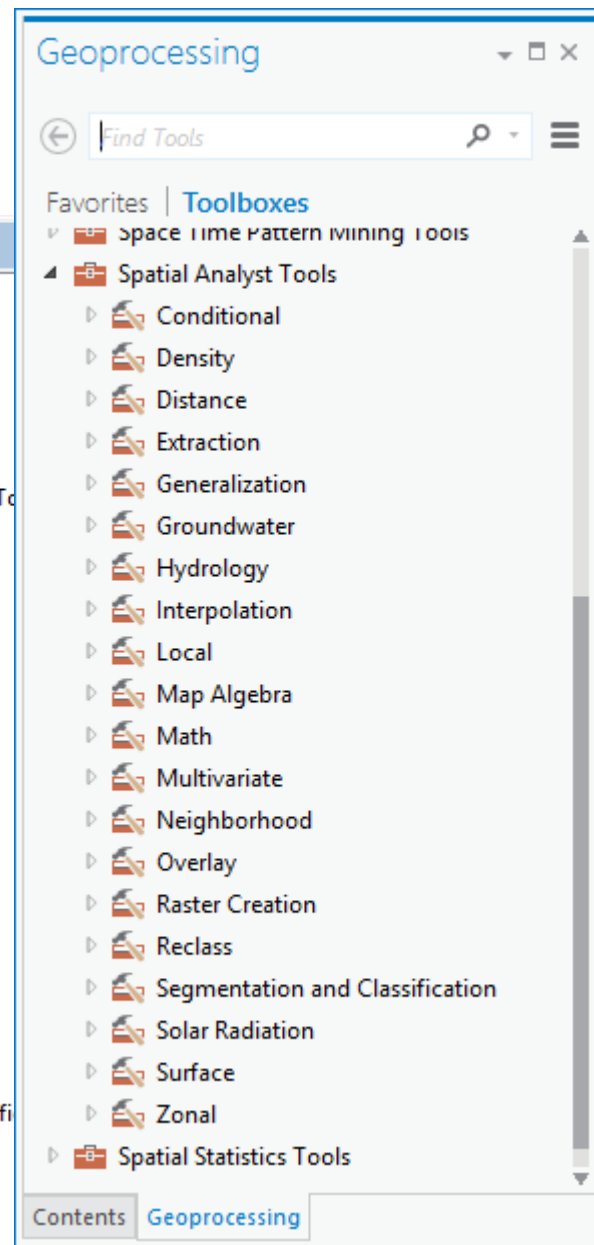 Geoprocessing
Find Tools
Favorites | Toolboxes
Space Time Pattern Mining Tools
Spatial Analyst Tools
Conditional
Density
Distance
Extraction
Generalization
To
Groundwater
Hydrology
Interpolation
Local
Map Algebra
Math
Multivariate
Neighborhood
Overlay
Raster Creation
Reclass
Segmentation and Classification
Solar Radiation
Surface
fi
Zonal
Spatial Statistics Tools
Contents Geoprocessing